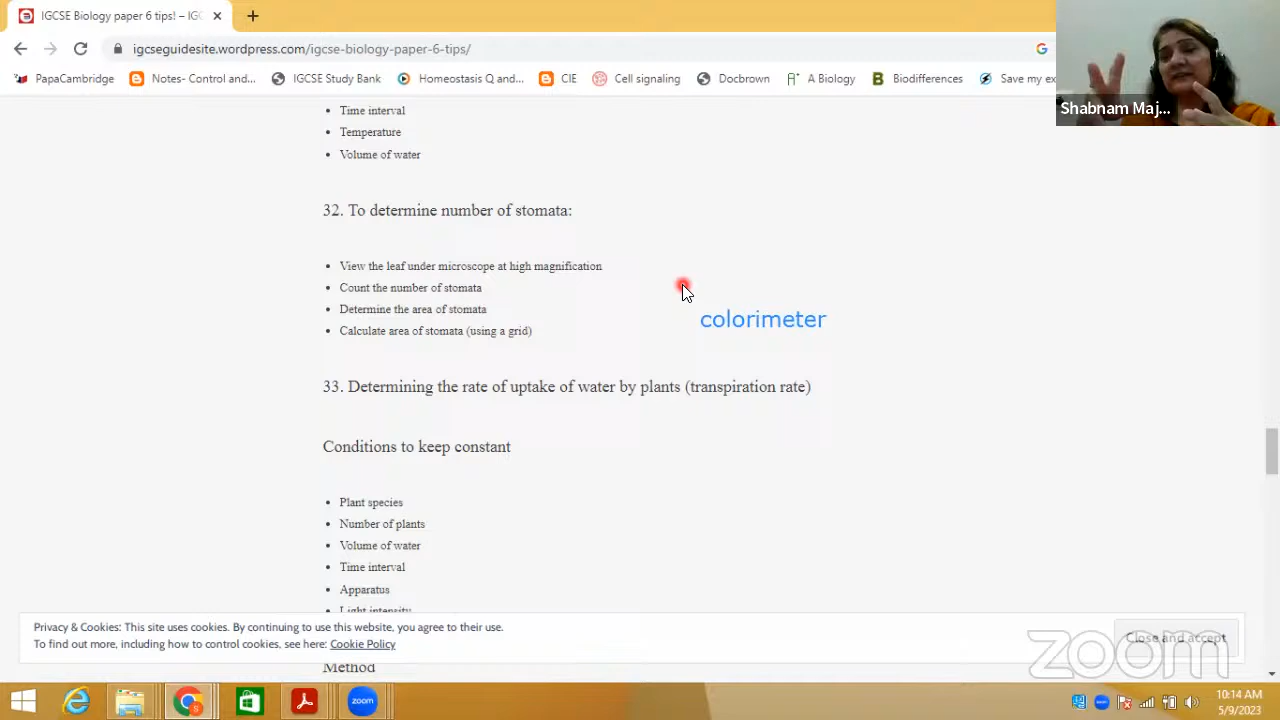 IGCSE Biology paper 6 tips! – IGC
igcseguidesite.wordpress.com/igcse-biology-paper-6-tips/
PapaCambridge
Notes- Control and...
IGCSE Study Bank
Homeostasis Q and...
CIE
Cell signaling
Docbrown
A Biology
Biodifferences
Save my ex
Shabnam Maj...
Time interval
Temperature
Volume of water
32. To determine number of stomata:
View the leaf under microscope at high magnification
Count the number of stomata
Determine the area of stomata
Calculate area of stomata (using a grid)
colorimeter
33. Determining the rate of uptake of water by plants (transpiration rate)
Conditions to keep constant
Plant species
Number of plants
Volume of water
Time interval
Apparatus
Light intensity
Privacy & Cookies: This site uses cookies. By continuing to use this website, you agree to their use.
To find out more, including how to control cookies, see here: Cookie Policy
Close and accept
Method
zoom
zoom
10:14 AM
5/9/2023